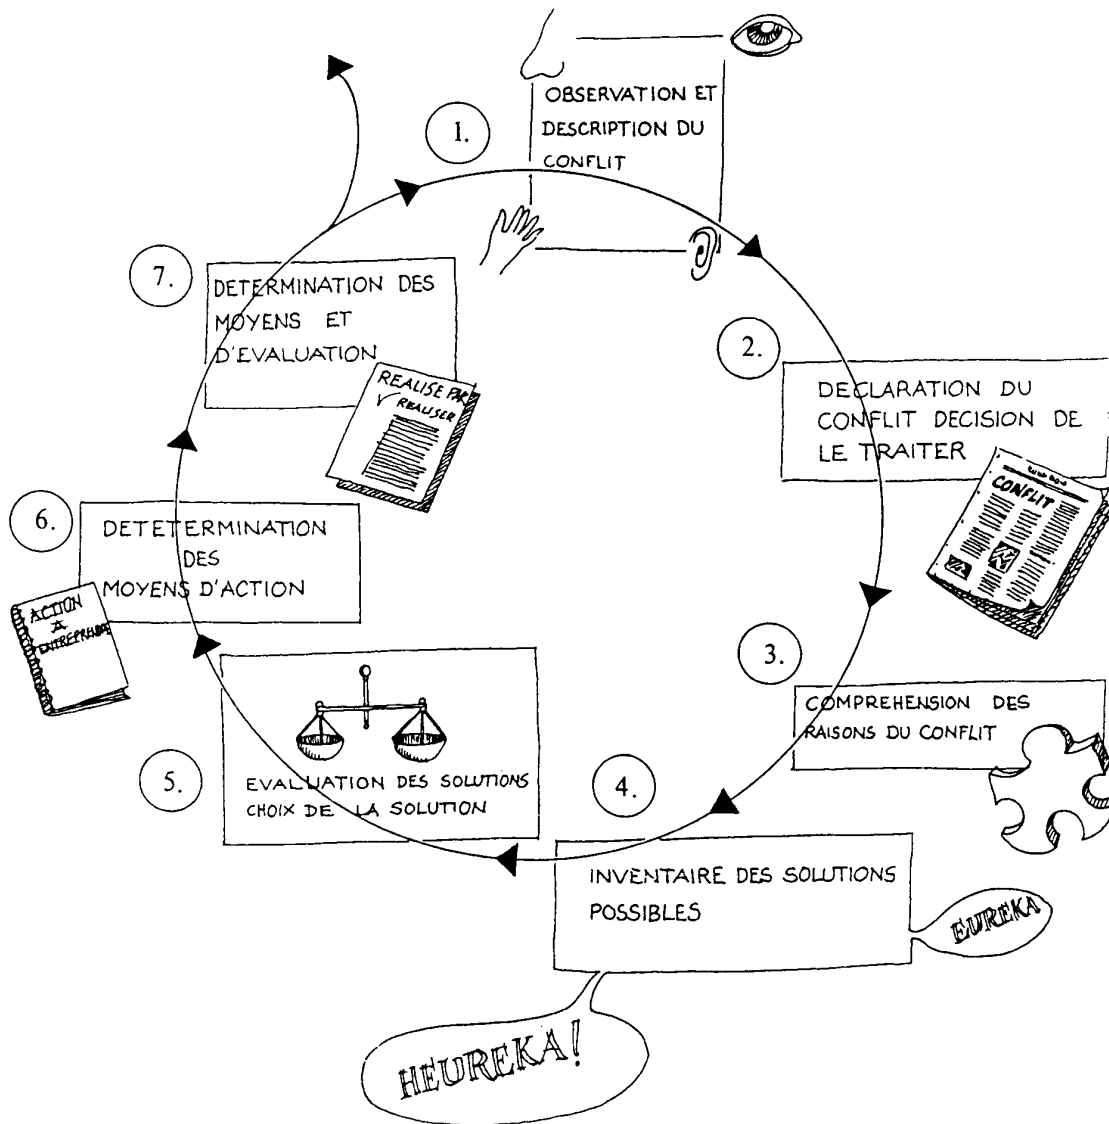 1.
OBSERVATION ET
DESCRIPTION DU
CONFLIT
2.
DECLARATION DU
CONFLIT DECISION DE
LE TRAITER
CONFLIT
3.
COMPREHENSION DES
RAISONS DU CONFLIT
4.
INVENTAIRE DES SOLUTIONS
POSSIBLES
EUREKA
HEUREKA!
5.
EVALUATION DES SOLUTIONS
CHOIX DE LA SOLUTION
6.
DETETERMINATION
DES
MOYENS D'ACTION
ACTION
A
7.
DETERMINATION DES
MOYENS ET
D'EVALUATION
REALISE PAR
REALISER